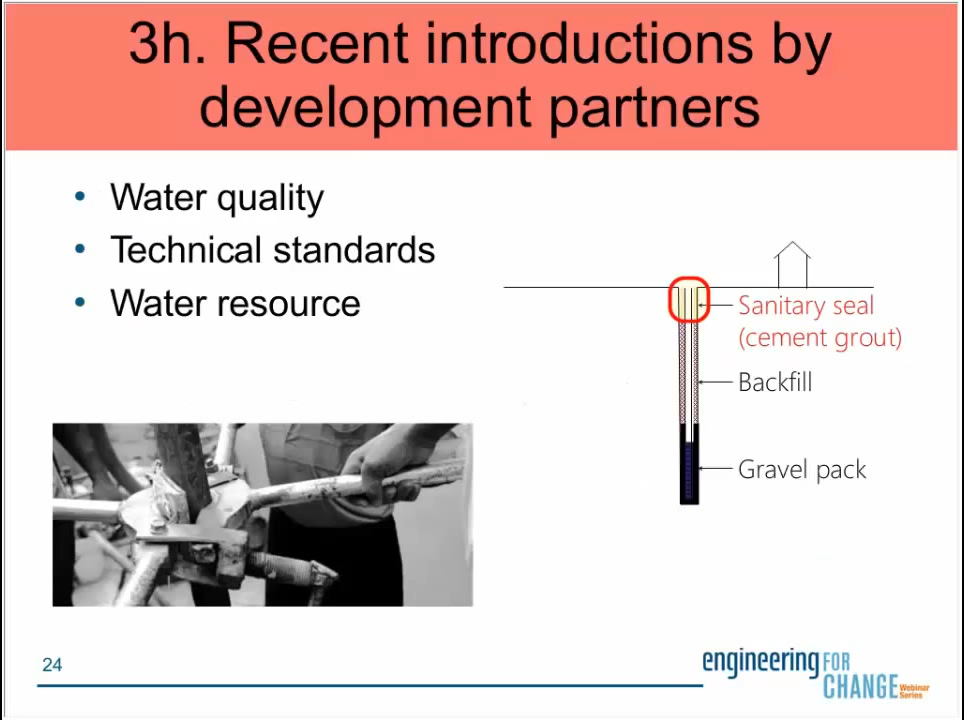 3h. Recent introductions by
development partners
• Water quality
• Technical standards
• Water resource
Sanitary seal
(cement grout)
Backfill
Gravel pack
24
engineering FOR
CHANGE Webinar
Series